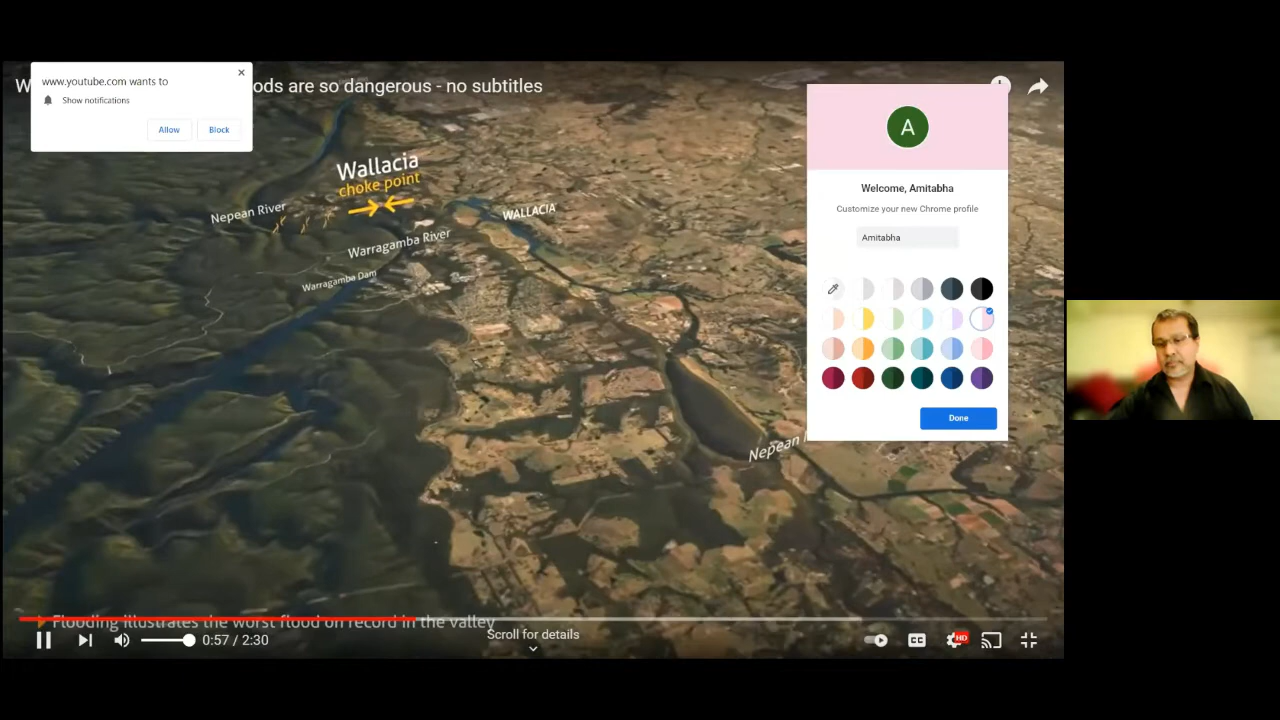 W
ods are so dangerous - no subtitles
www.youtube.com wants to
Show notifications
Allow
Block
A
Welcome, Amitabha
Customize your new Chrome profile
Amitabha
Done
Wallacia
choke point
Nepean River
WALLACIA
Warragamba River
Warragamba Dam
Nepean
Flooding illustrates the worst flood on record in the valley
Scroll for details
0:57 / 2:30
CC
HD